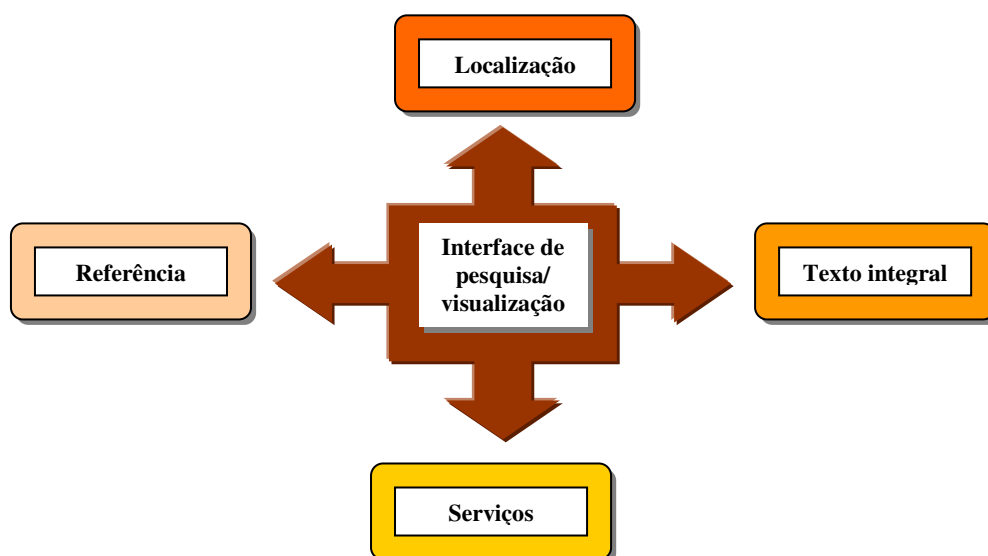 Localização
Referência
Interface de
pesquisa/
visualização
Texto integral
Serviços